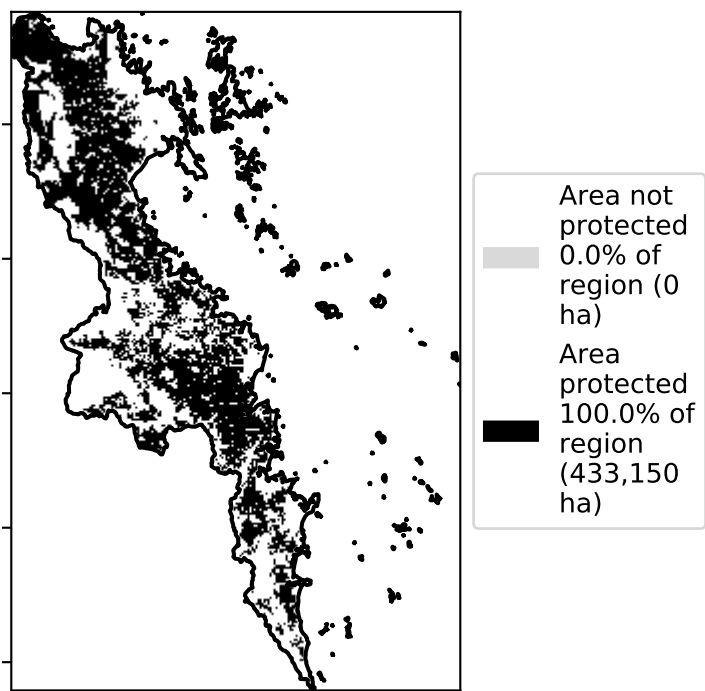 Area not
protected
0.0% of
region (0
ha)
Area
protected
100.0% of
region
(433,150
ha)